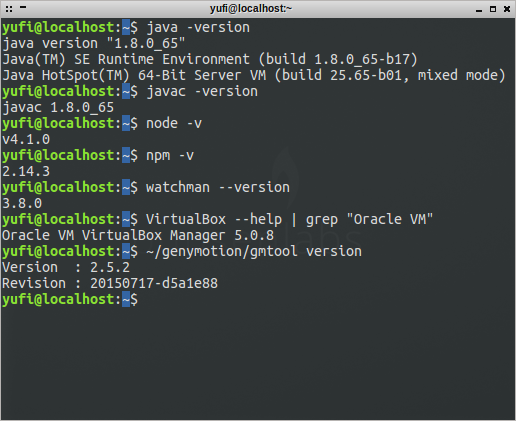 yufi@localhost:~
yufi@localhost:~$ java -version
java version "1.8.0_65"
Java(TM) SE Runtime Environment (build 1.8.0_65-b17)
Java HotSpot(TM) 64-Bit Server VM (build 25.65-b01, mixed mode)
yufi@localhost:~$ javac -version
javac 1.8.0_65
yufi@localhost:~$ node -v
v4.1.0
yufi@localhost:~$ npm -v
2.14.3
yufi@localhost:~$ watchman --version
3.8.0
yufi@localhost:~$ VirtualBox --help | grep "Oracle VM"
Oracle VM VirtualBox Manager 5.0.8
labs
yufi@localhost:~$ ~/genymotion/gmtool version
Version  : 2.5.2
Revision : 20150717-d5a1e88
yufi@localhost:~$